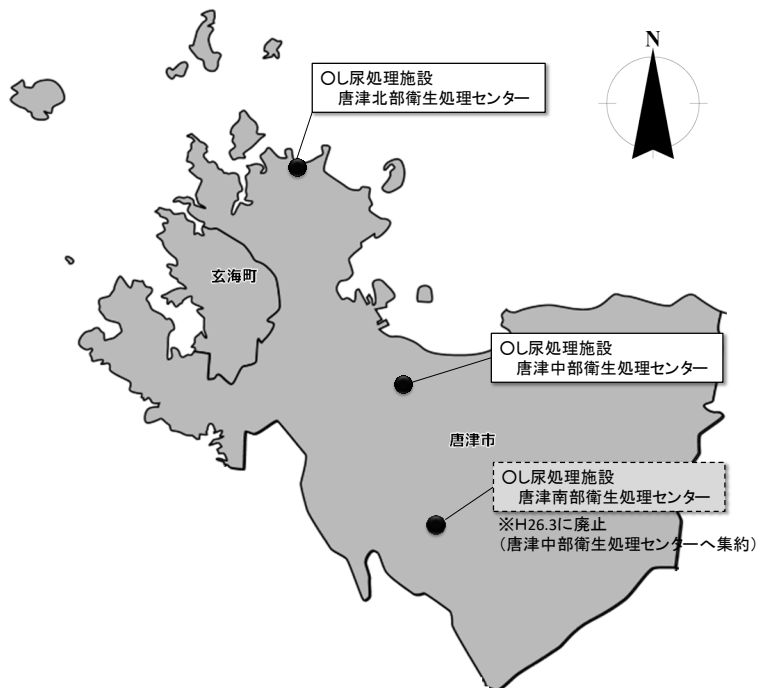 N
○し尿処理施設
唐津北部衛生処理センター
玄海町
○し尿処理施設
唐津中部衛生処理センター
唐津市
○し尿処理施設
唐津南部衛生処理センター
※H26.3に廃止
（唐津中部衛生処理センターへ集約）